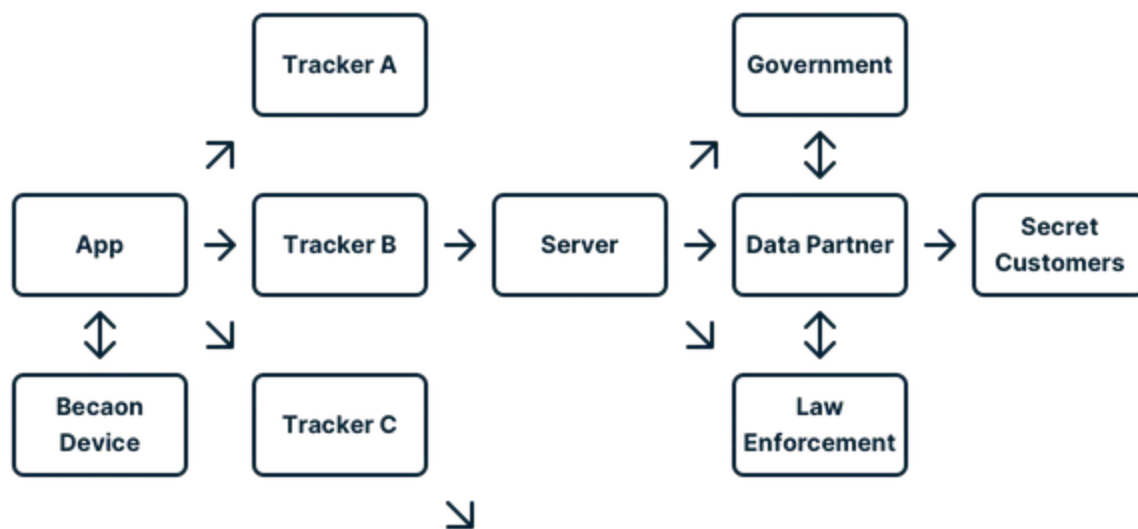 Tracker A
Government
App
Tracker B
Server
Data Partner
Secret
Customers
Becaon
Device
Tracker C
Law
Enforcement